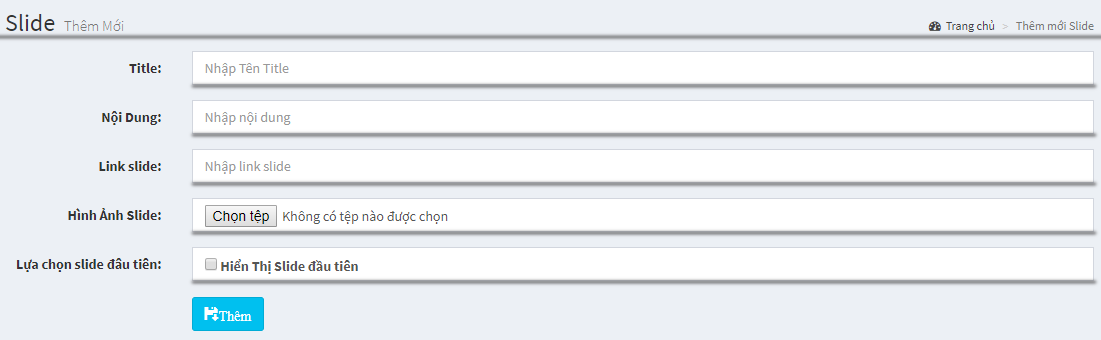 Slide Thêm Mới
Trang chủ > Thêm mới Slide
Title: Nhập Tên Title
Nội Dung: Nhập nội dung
Link slide: Nhập link slide
Hình Ảnh Slide: Chọn tệp Không có tệp nào được chọn
Lựa chọn slide đâu tiên: Hiển Thị Slide đầu tiên
Thêm